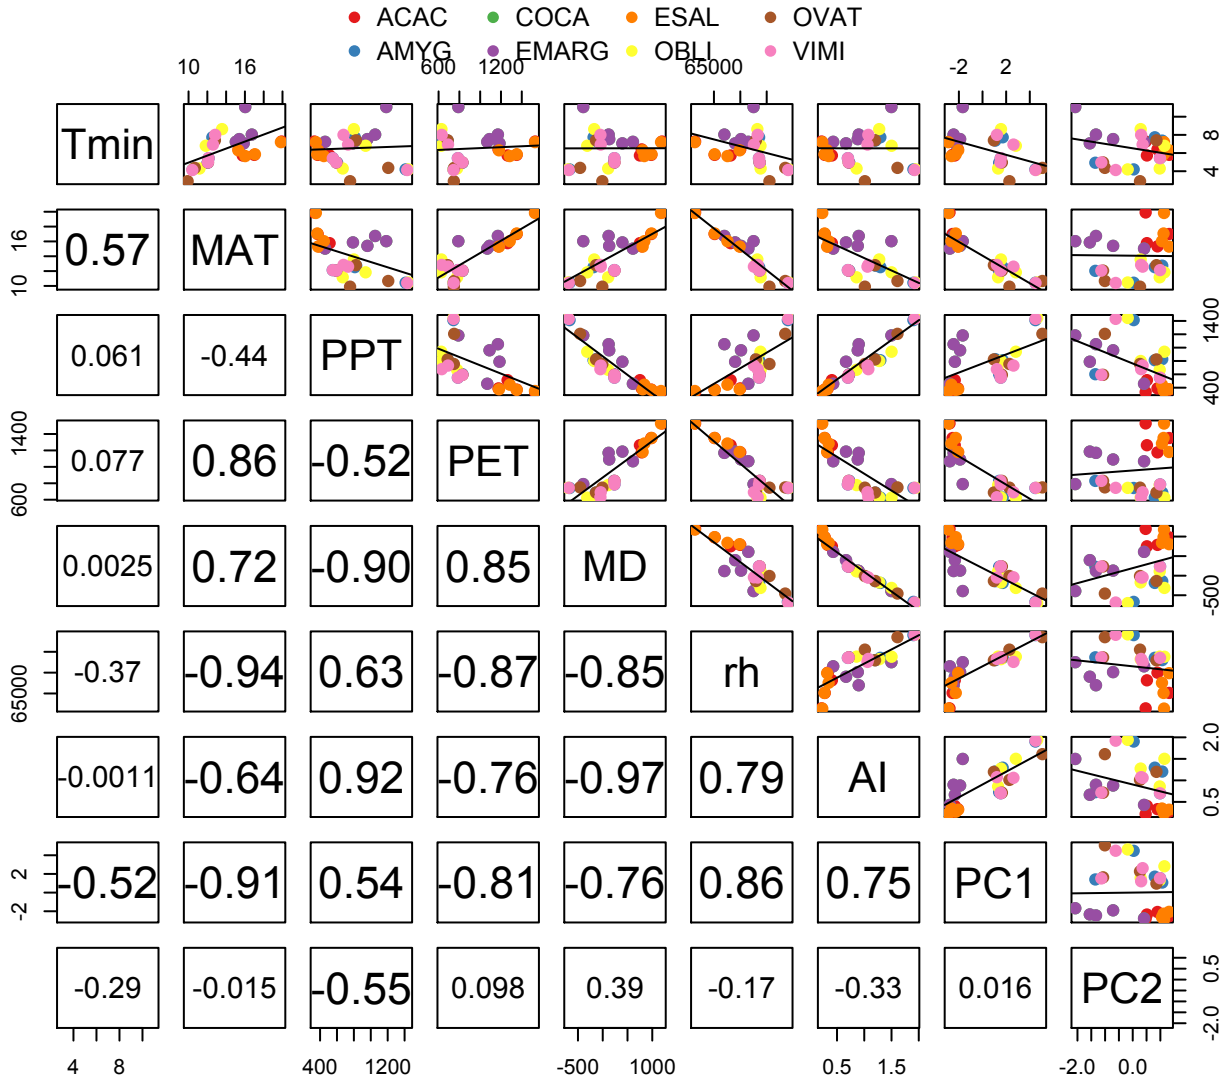 ACAC COCA ESAL OVAT
AMYG EMARG OBLI VIMI
10 16 600 1200 65000 -2 2
Tmin 8 4
16 10 0.57 MAT
0.061 -0.44 PPT 1400 400
1400 600 0.077 0.86 -0.52 PET
0.0025 0.72 -0.90 0.85 MD -500
65000 -0.37 -0.94 0.63 -0.87 -0.85 rh
-0.0011 -0.64 0.92 -0.76 -0.97 0.79 AI 2.0 0.5
2 -2 -0.52 -0.91 0.54 -0.81 -0.76 0.86 0.75 PC1
-0.29 -0.015 -0.55 0.098 0.39 -0.17 -0.33 0.016 PC2 0.5 -2.0
4 8 400 1200 -500 1000 0.5 2.0 -2.0 0.0